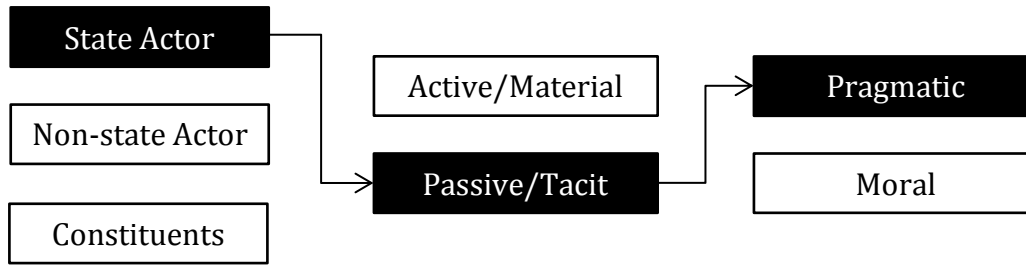 State Actor
Non-state Actor
Constituents
Active/Material
Passive/Tacit
Pragmatic
Moral